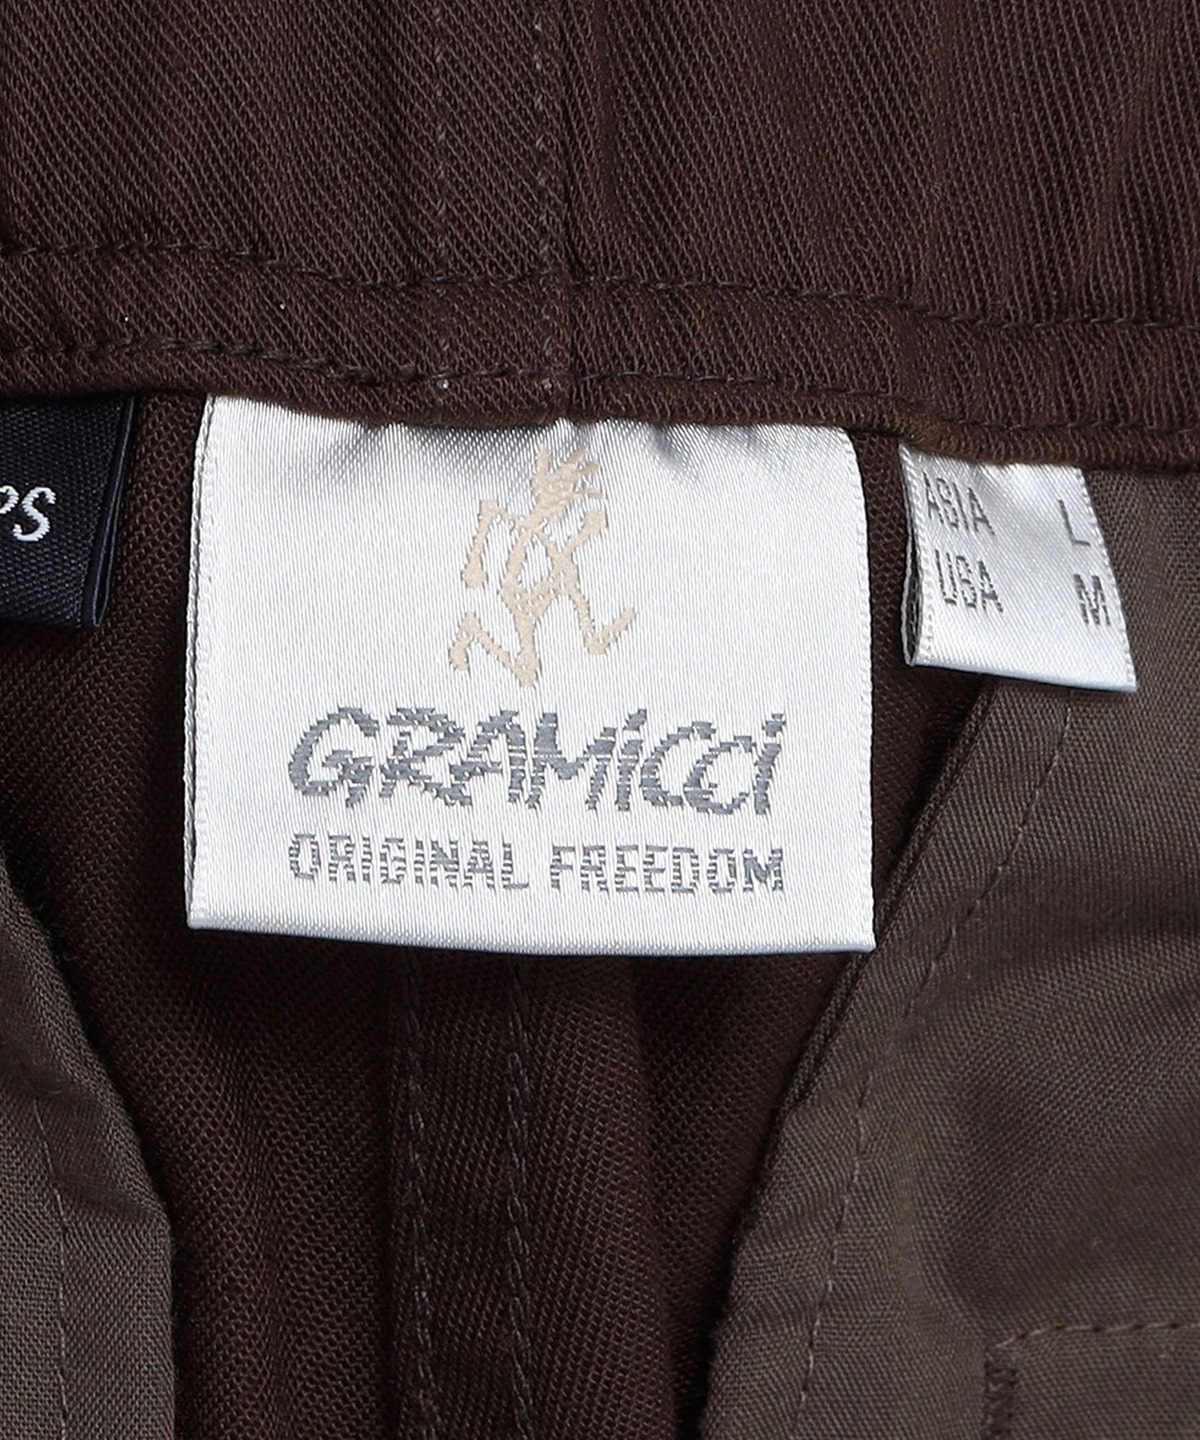 GRAMiCCi
ORIGINAL FREEDOM
ASIA L
USA M